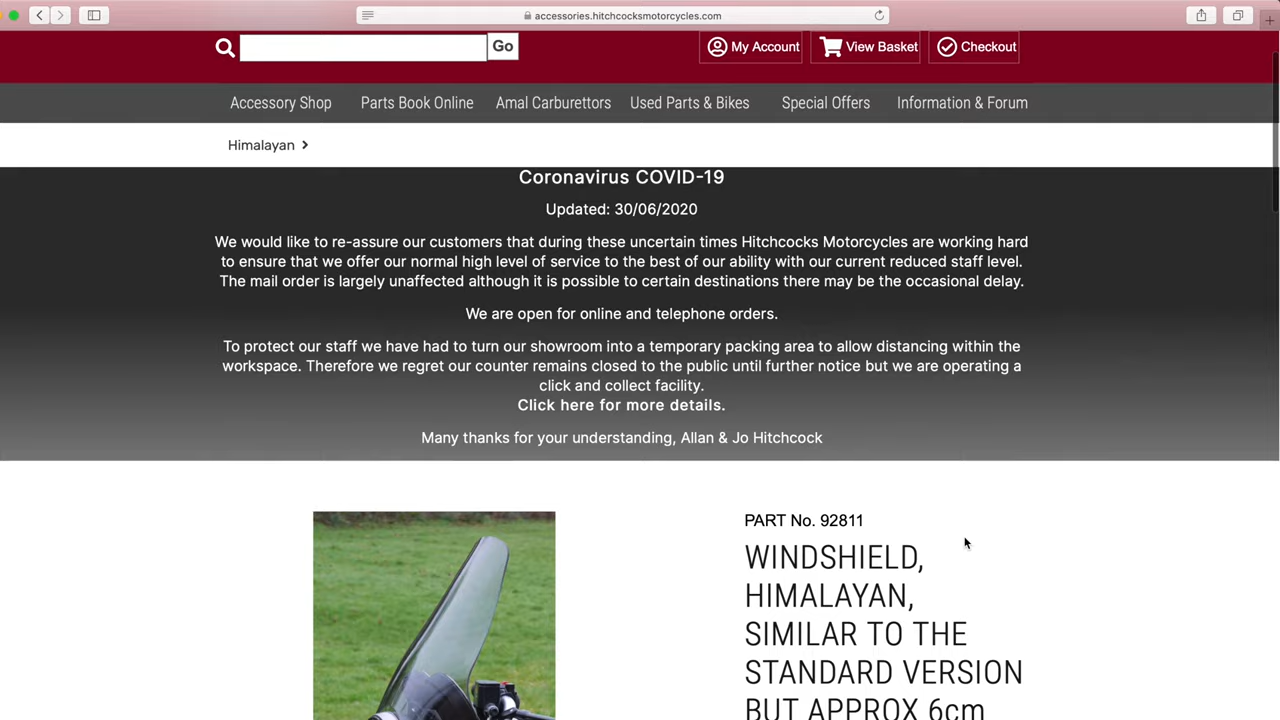 accessories.hitchcocksmotorcycles.com
Go
My Account
View Basket
Checkout
Accessory Shop
Parts Book Online
Amal Carburettors
Used Parts & Bikes
Special Offers
Information & Forum
Himalayan
Coronavirus COVID-19
Updated: 30/06/2020
We would like to re-assure our customers that during these uncertain times Hitchcocks Motorcycles are working hard
to ensure that we offer our normal high level of service to the best of our ability with our current reduced staff level.
The mail order is largely unaffected although it is possible to certain destinations there may be the occasional delay.
We are open for online and telephone orders.
To protect our staff we have had to turn our showroom into a temporary packing area to allow distancing within the
workspace. Therefore we regret our counter remains closed to the public until further notice but we are operating a
click and collect facility.
Click here for more details.
Many thanks for your understanding, Allan & Jo Hitchcock
PART No. 92811
WINDSHIELD,
HIMALAYAN,
SIMILAR TO THE
STANDARD VERSION
BUT APPROX 6cm